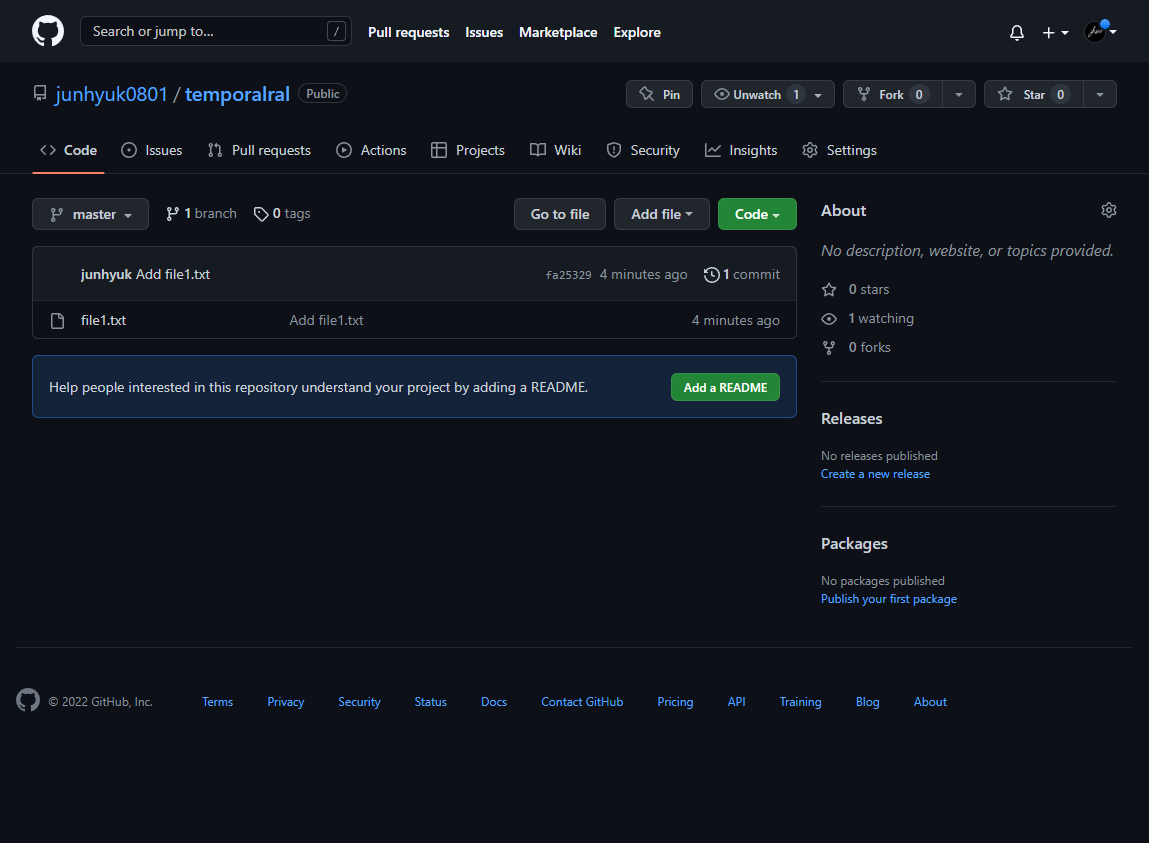 Search or jump to... / Pull requests Issues Marketplace Explore
junhyuk0801 / temporalral Public Pin Unwatch 1 Fork 0 Star 0
Code Issues Pull requests Actions Projects Wiki Security Insights Settings
master 1 branch 0 tags Go to file Add file Code
junhyuk Add file1.txt fa25329 4 minutes ago 1 commit
file1.txt Add file1.txt 4 minutes ago
Help people interested in this repository understand your project by adding a README. Add a README
About
No description, website, or topics provided.
0 stars
1 watching
0 forks
Releases
No releases published
Create a new release
Packages
No packages published
Publish your first package
© 2022 GitHub, Inc. Terms Privacy Security Status Docs Contact GitHub Pricing API Training Blog About